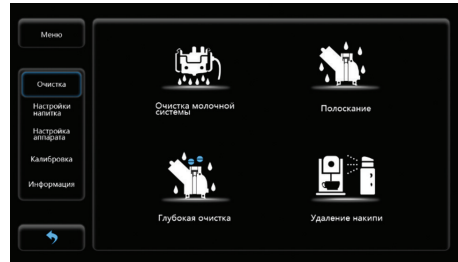 Меню
Очистка
Настройки
напитка
Настройка
аппарата
Калибровка
Информация
Очистка молочной
системы
Полоскание
Глубокая очистка
Удаление накипи